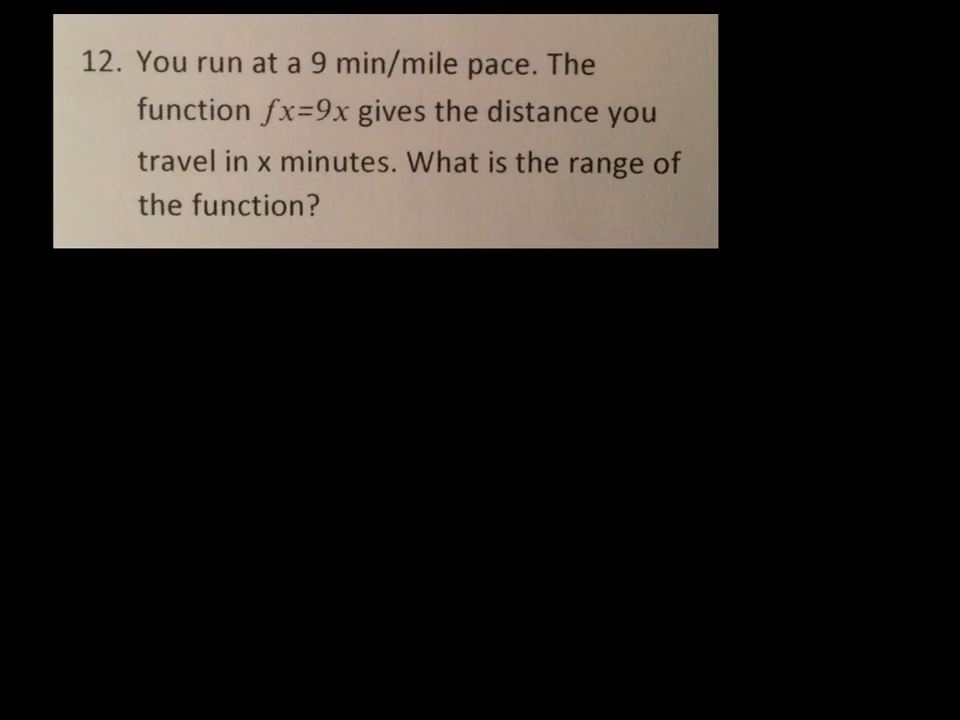 12. You run at a 9 min/mile pace. The
function fx=9x gives the distance you
travel in x minutes. What is the range of
the function?